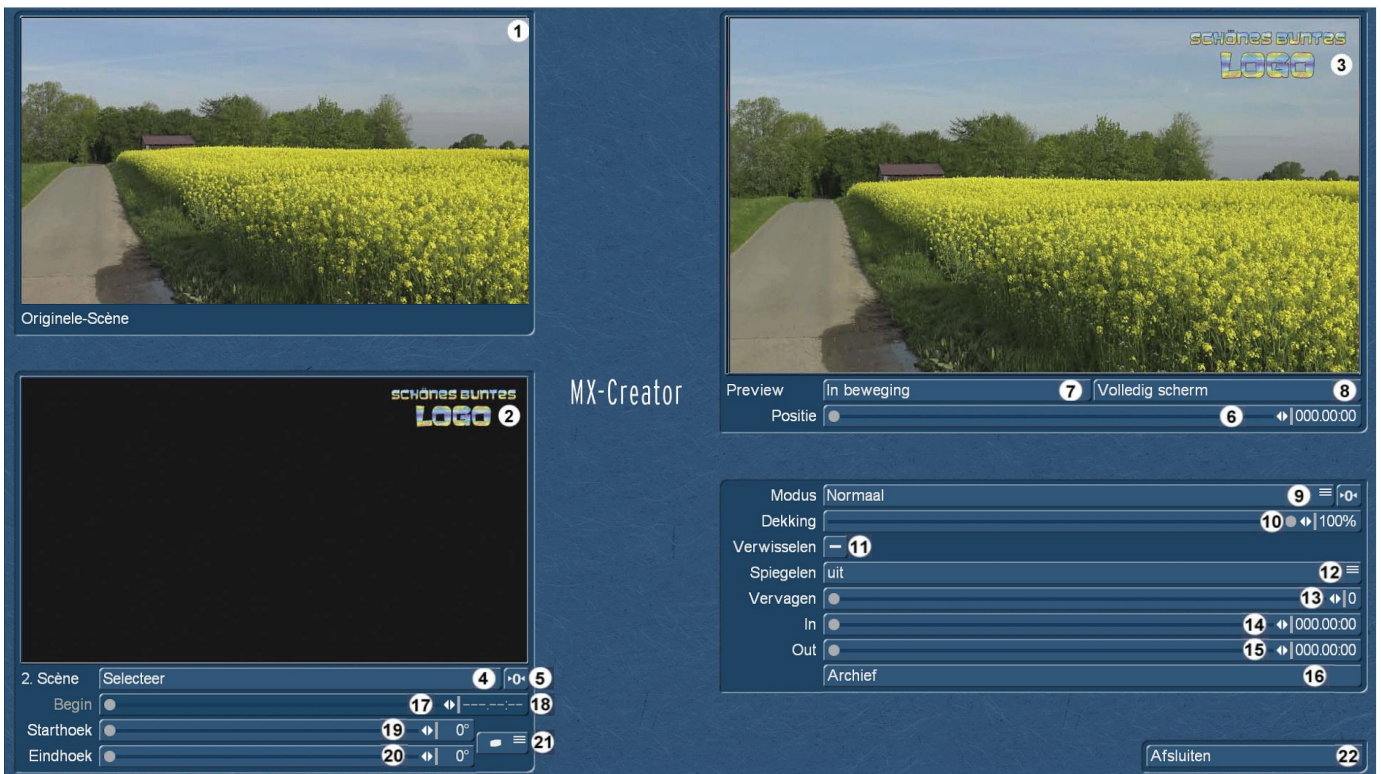 1
Originele-Scène
SCHÖNES BUNTES
LOGO 2
2. Scène Selecteer 4 ▸0◂ 5
Begin 17 ---.--:-- 18
Starthoek 19 0°
Eindhoek 20 0° 21
MX-Creator
SCHÖNES BUNTES
LOGO 3
Preview In beweging 7 Volledig scherm 8
Positie 6 000.00:00
Modus Normaal 9 ▸0◂
Dekking 10 100%
Verwisselen 11
Spiegelen uit 12
Vervagen 13 0
In 14 000.00:00
Out 15 000.00:00
Archief 16
Afsluiten 22